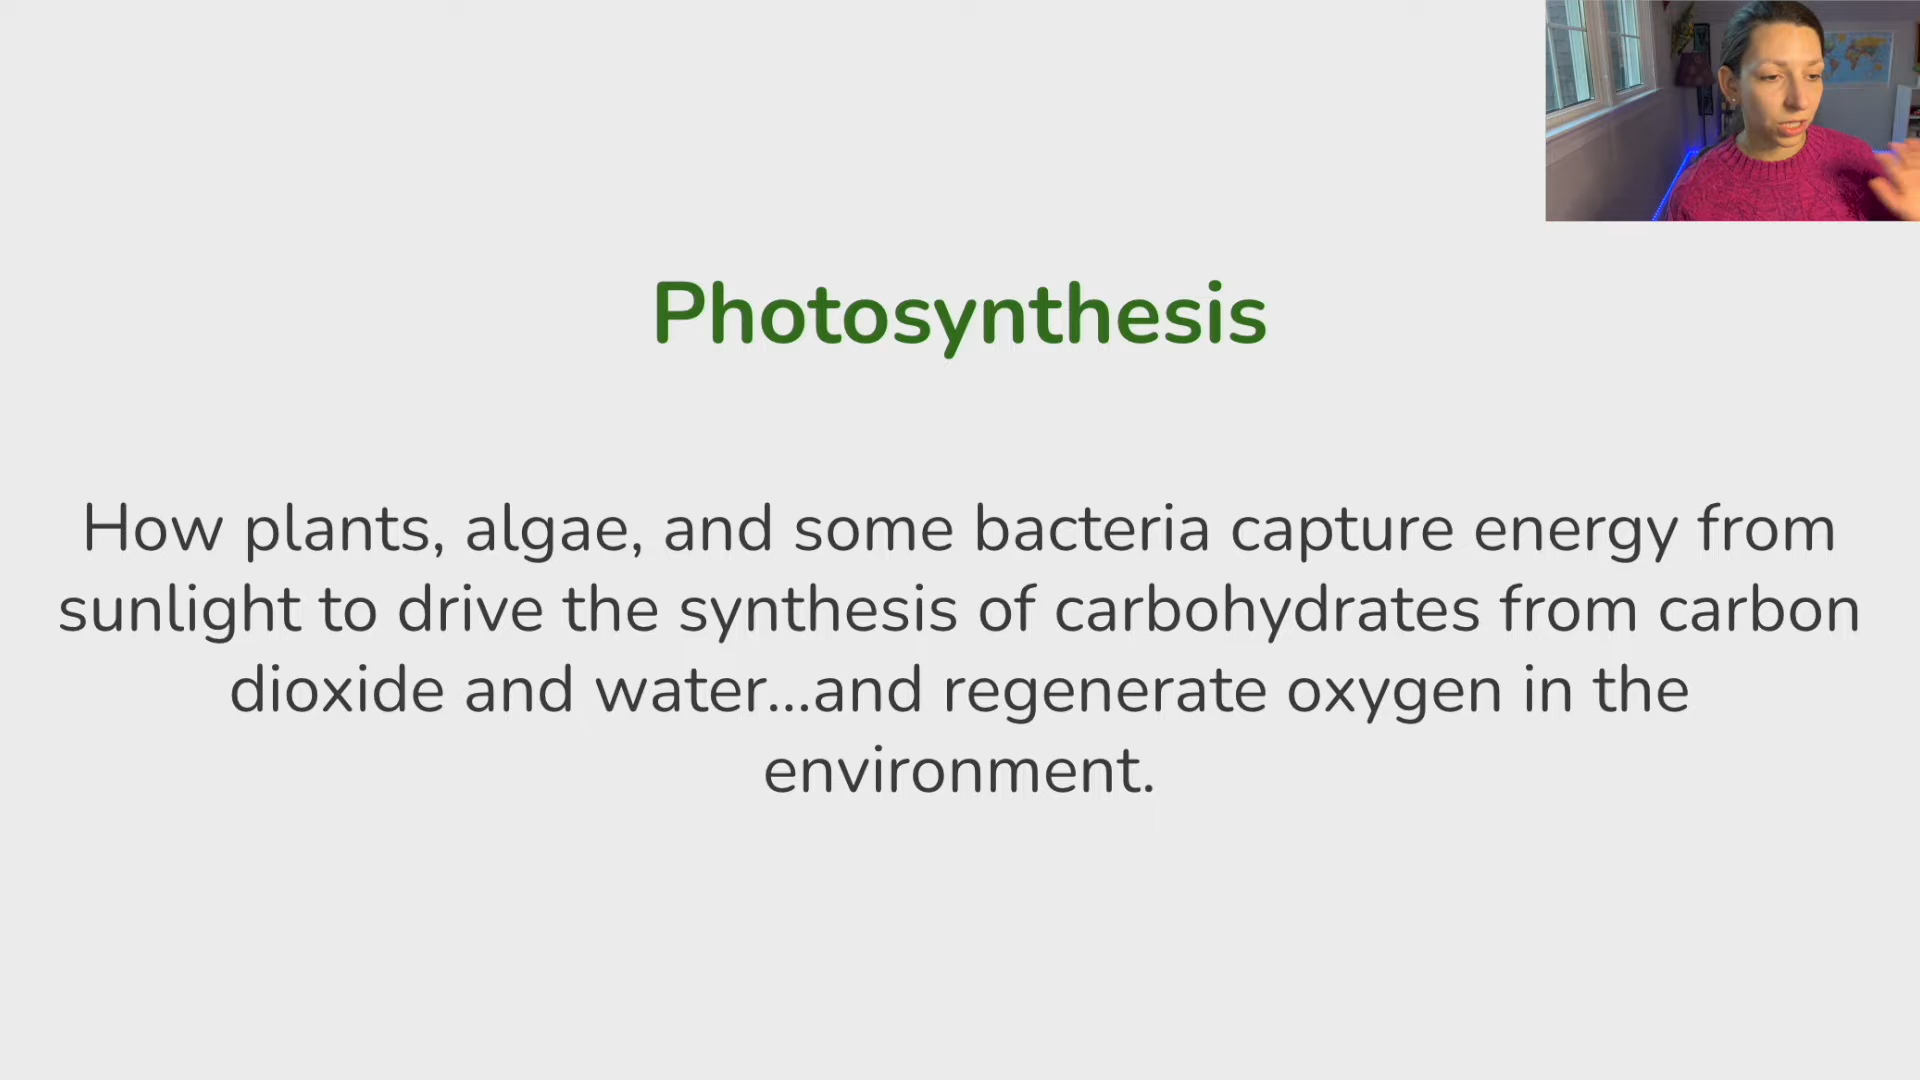 Photosynthesis
How plants, algae, and some bacteria capture energy from
sunlight to drive the synthesis of carbohydrates from carbon
dioxide and water...and regenerate oxygen in the
environment.